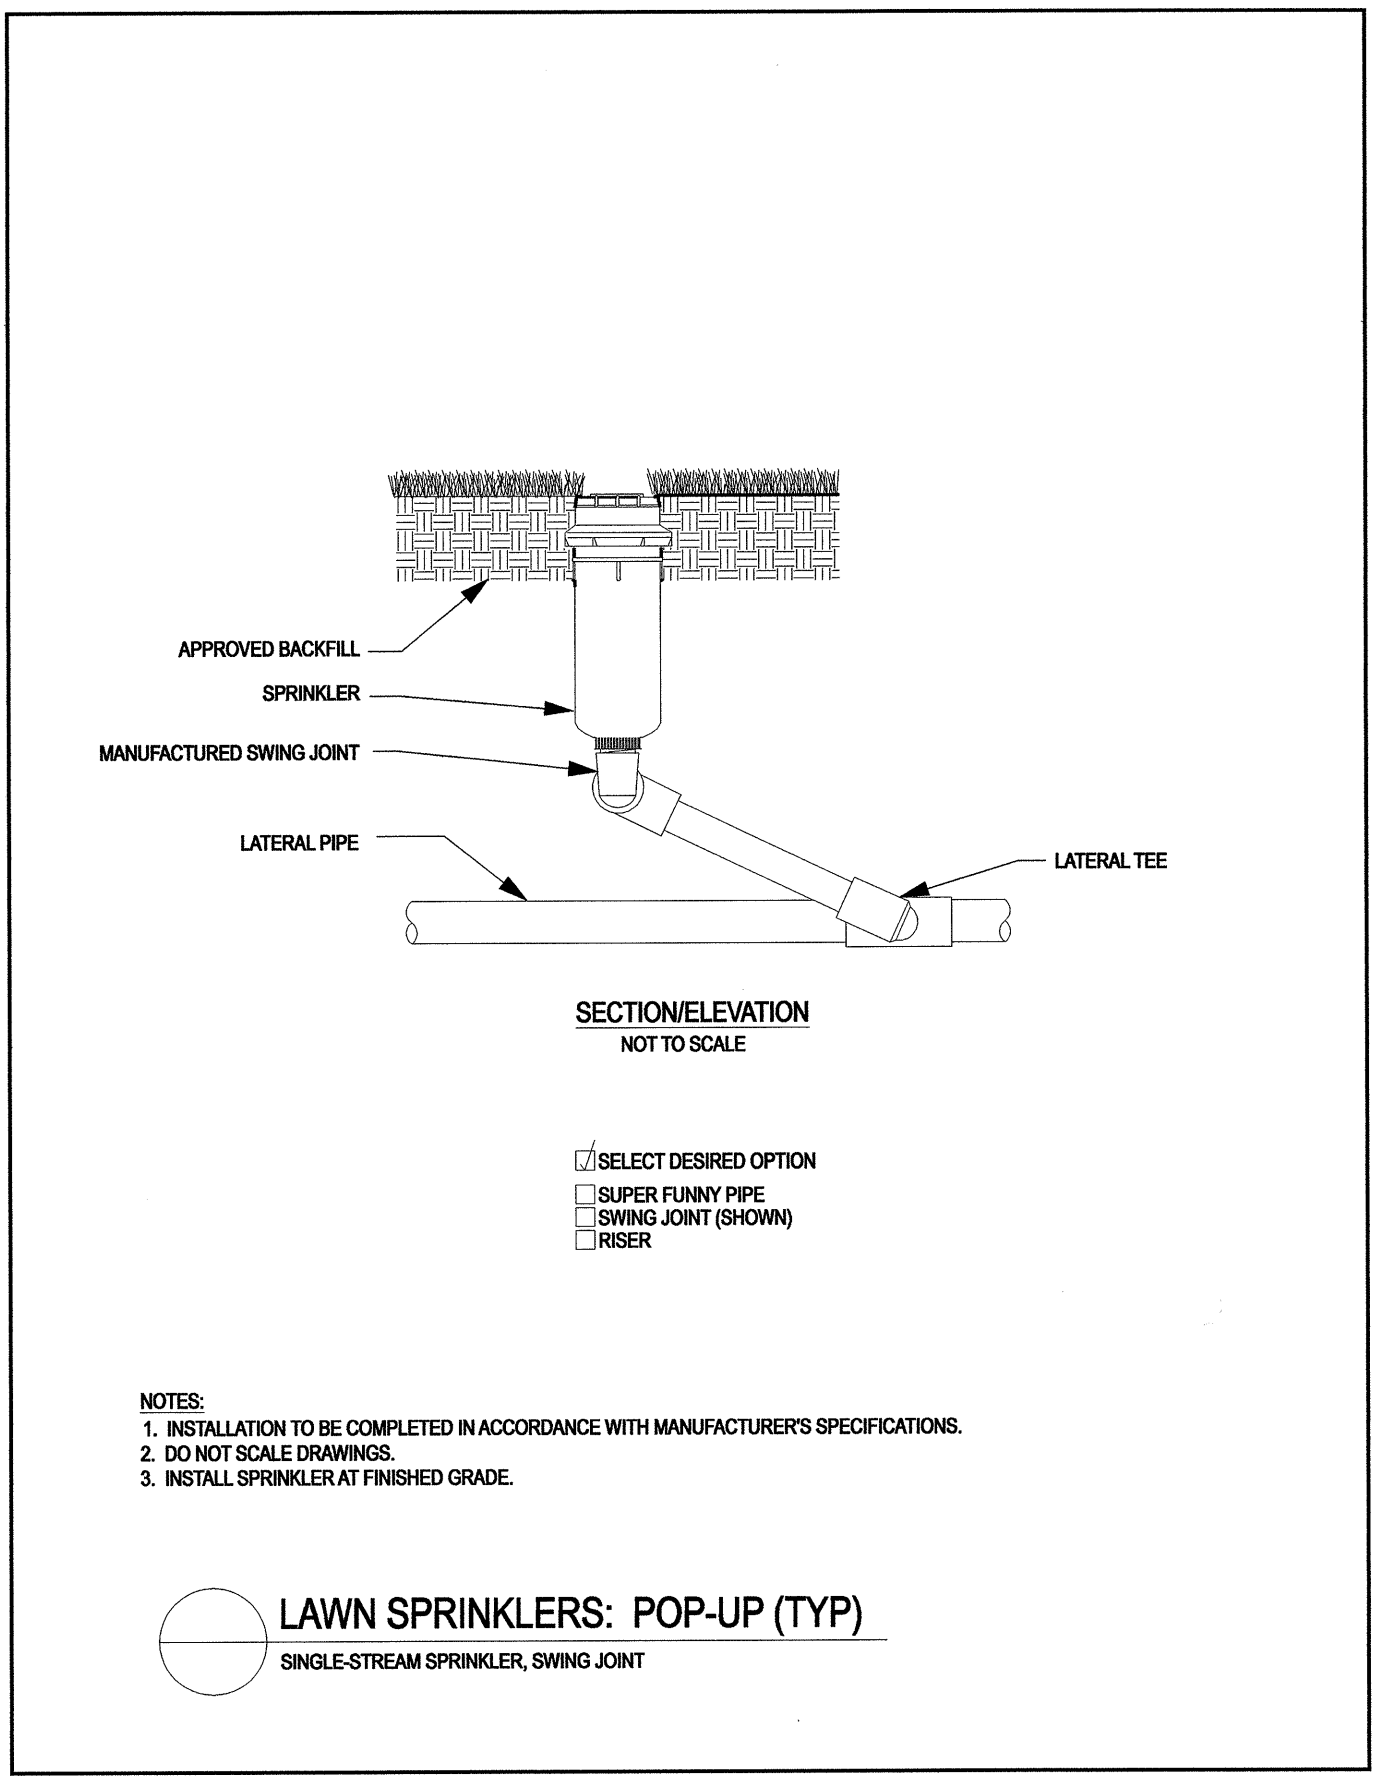 APPROVED BACKFILL
SPRINKLER
MANUFACTURED SWING JOINT
LATERAL PIPE
LATERAL TEE
SECTION/ELEVATION
NOT TO SCALE
SELECT DESIRED OPTION
SUPER FUNNY PIPE
SWING JOINT (SHOWN)
RISER
NOTES:
1. INSTALLATION TO BE COMPLETED IN ACCORDANCE WITH MANUFACTURER'S SPECIFICATIONS.
2. DO NOT SCALE DRAWINGS.
3. INSTALL SPRINKLER AT FINISHED GRADE.
LAWN SPRINKLERS: POP-UP (TYP)
SINGLE-STREAM SPRINKLER, SWING JOINT